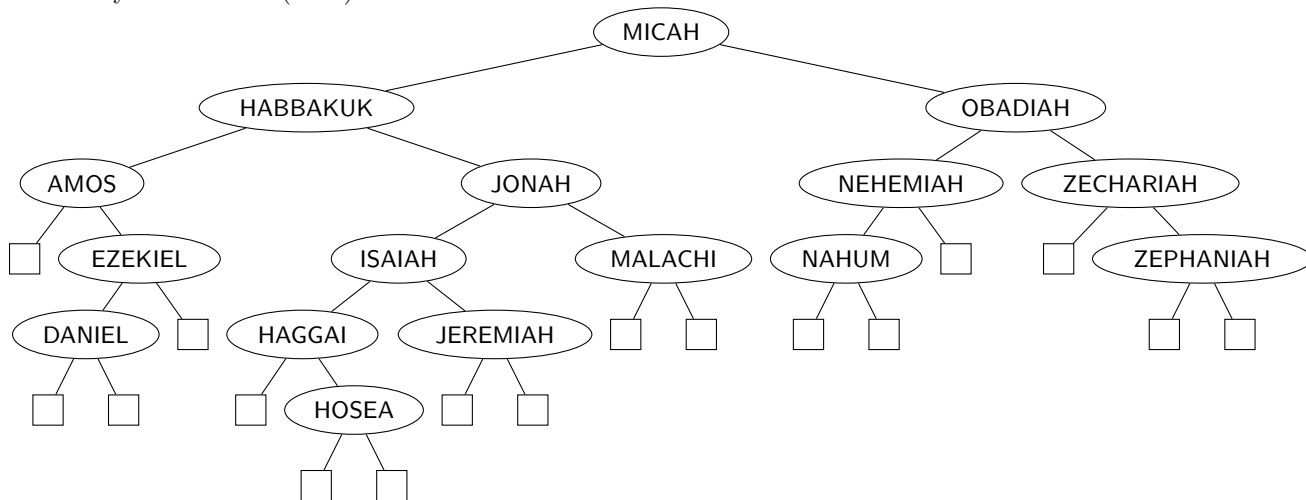 MICAH
HABBAKUK OBADIAH
AMOS JONAH NEHEMIAH ZECHARIAH
EZEKIEL ISAIAH MALACHI NAHUM ZEPHANIAH
DANIEL HAGGAI JEREMIAH
HOSEA